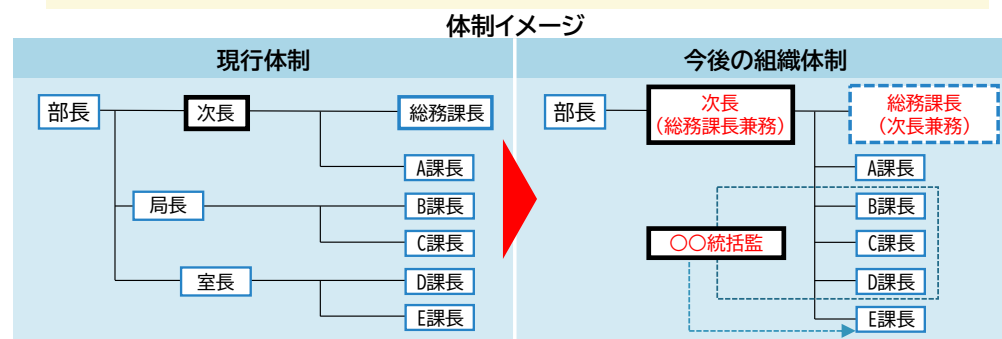 体制イメージ
現行体制
部長
次長
総務課長
A課長
局長
B課長
C課長
室長
D課長
E課長
今後の組織体制
部長
次長
(総務課長兼務)
総務課長
(次長兼務)
A課長
B課長
〇〇統括監
C課長
D課長
E課長